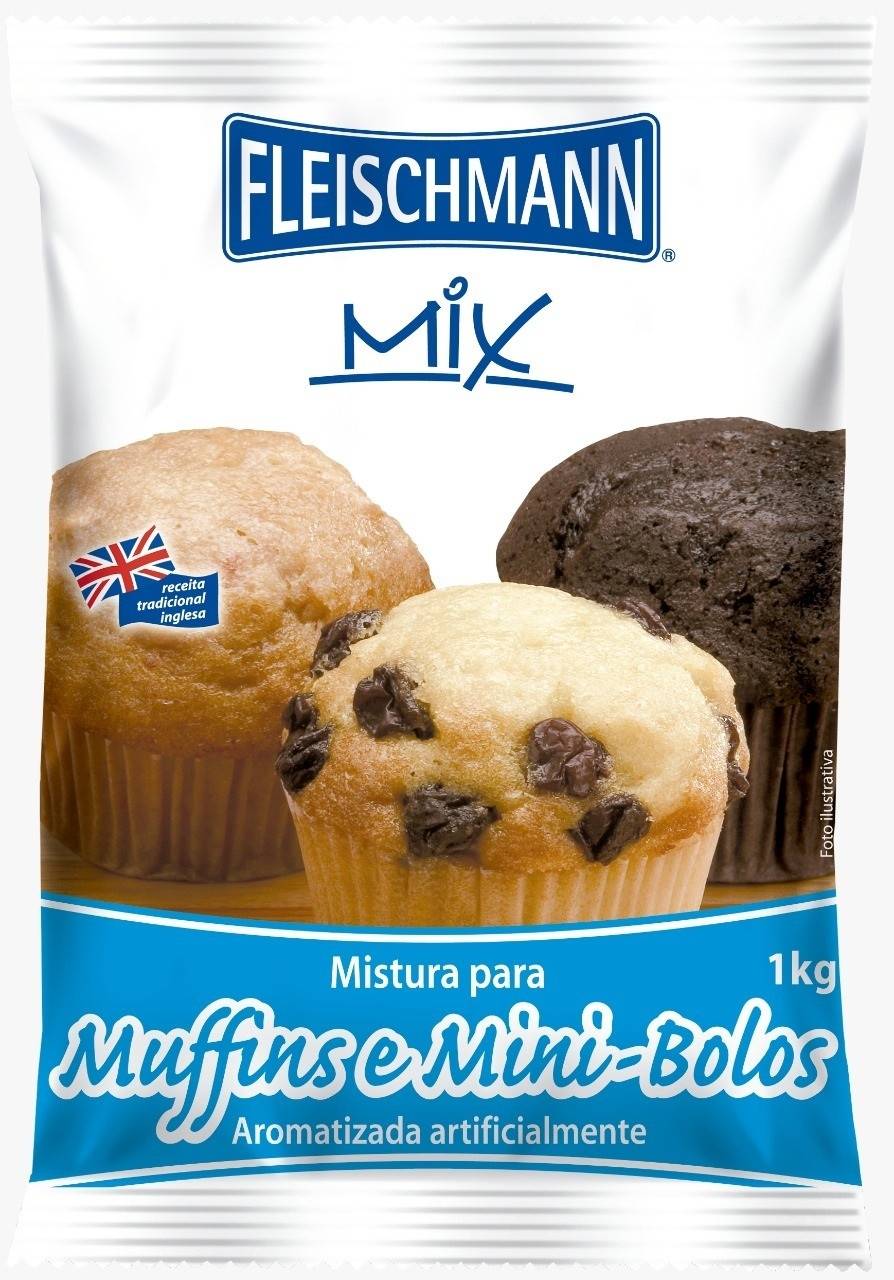 FLEISCHMANN®
MiX
receita
tradicional
inglesa
Foto ilustrativa
Mistura para
1kg
Muffins e Mini-Bolos
Aromatizada artificialmente